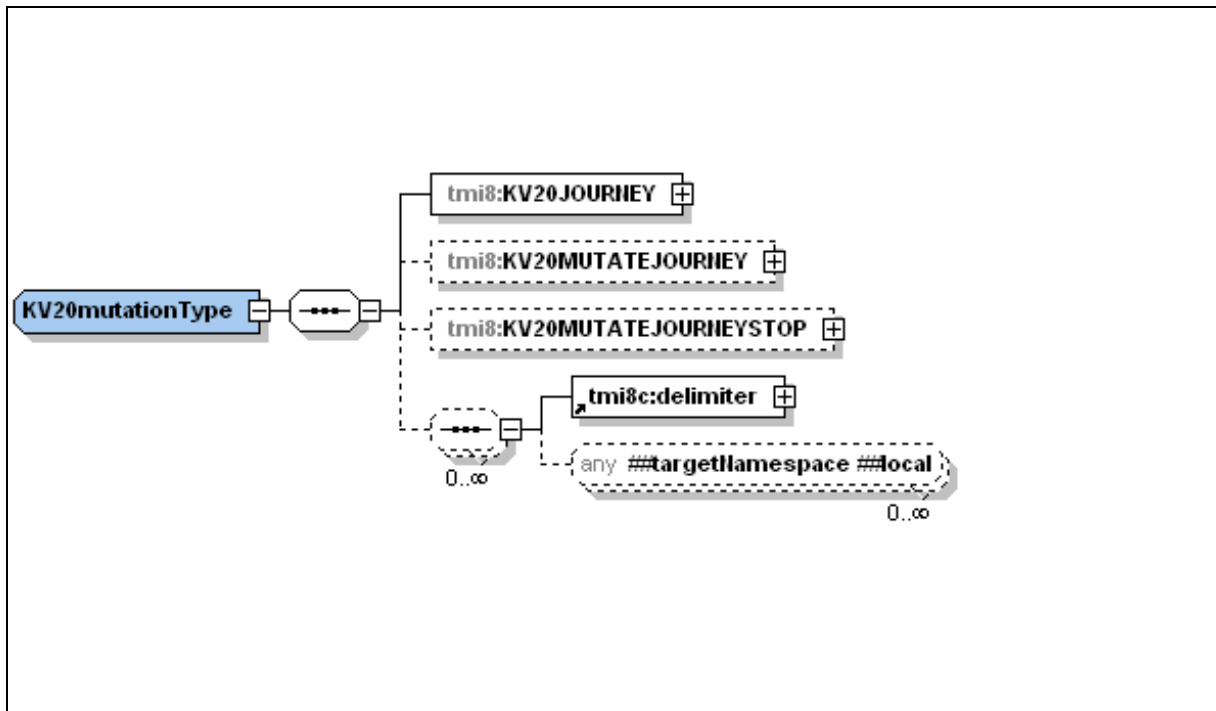 tmi8:KV20JOURNEY
tmi8:KV20MUTATEJOURNEY
KV20mutationType
tmi8:KV20MUTATEJOURNEYSTOP
tmi8c:delimiter
any ##targetNamespace ##local
0..∞
0..∞